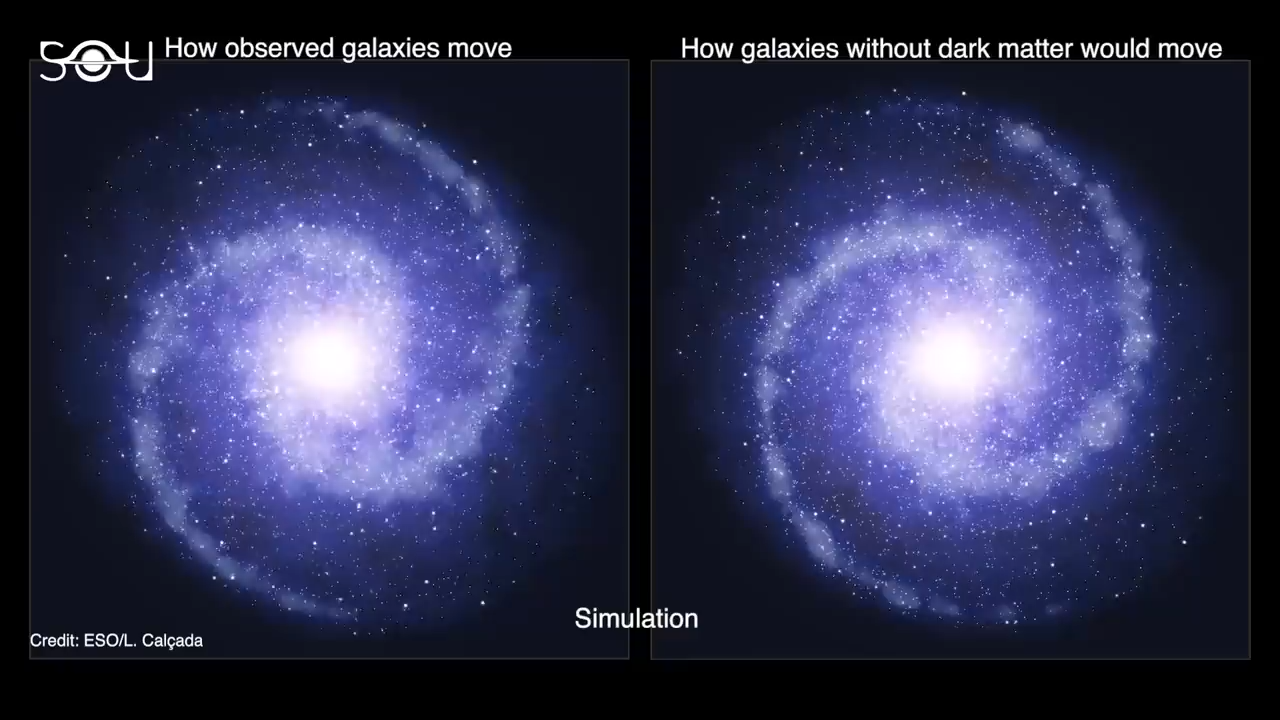 SOU
How observed galaxies move
How galaxies without dark matter would move
Simulation
Credit: ESO/L. Calçada